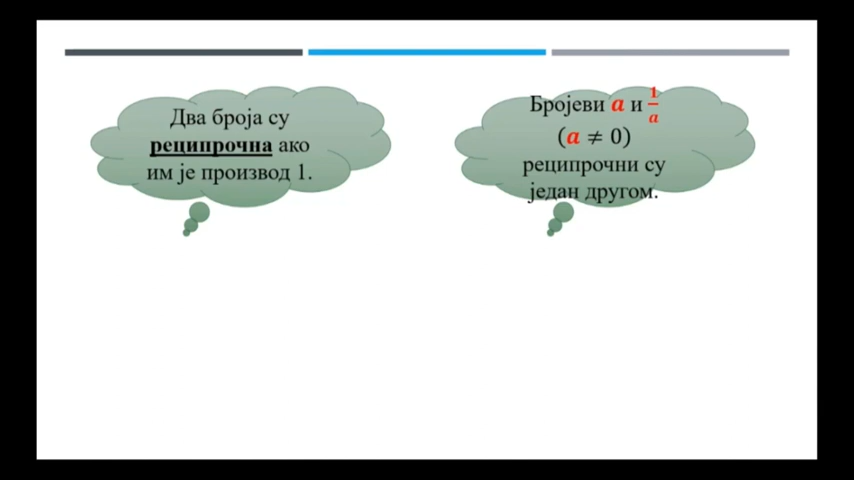 Два броја су
реципрочна ако
им је производ 1.
Бројеви a и 1/a
(a ≠ 0)
реципрочни су
један другом.